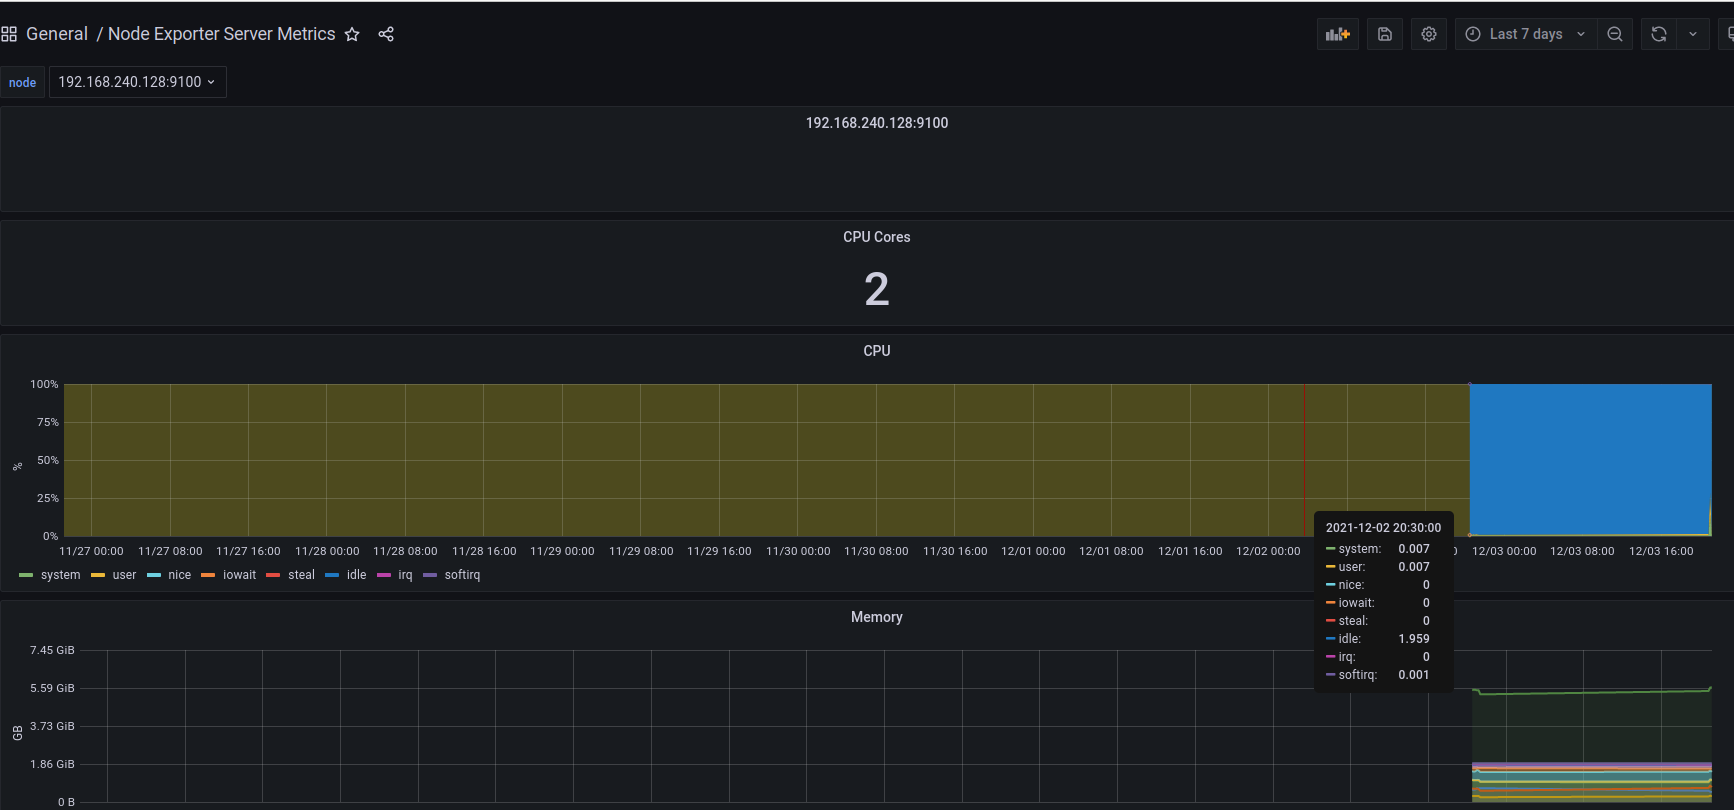 General / Node Exporter Server Metrics
Last 7 days
node 192.168.240.128:9100
192.168.240.128:9100
CPU Cores
2
CPU
100%
75%
50%
25%
0%
%
11/27 00:00 11/27 08:00 11/27 16:00 11/28 00:00 11/28 08:00 11/28 16:00 11/29 00:00 11/29 08:00 11/29 16:00 11/30 00:00 11/30 08:00 11/30 16:00 12/01 00:00 12/01 08:00 12/01 16:00 12/02 00:00 12/03 00:00 12/03 08:00 12/03 16:00
system user nice iowait steal idle irq softirq
2021-12-02 20:30:00
system: 0.007
user: 0.007
nice: 0
iowait: 0
steal: 0
idle: 1.959
irq: 0
softirq: 0.001
Memory
7.45 GiB
5.59 GiB
3.73 GiB
1.86 GiB
0 B
GB